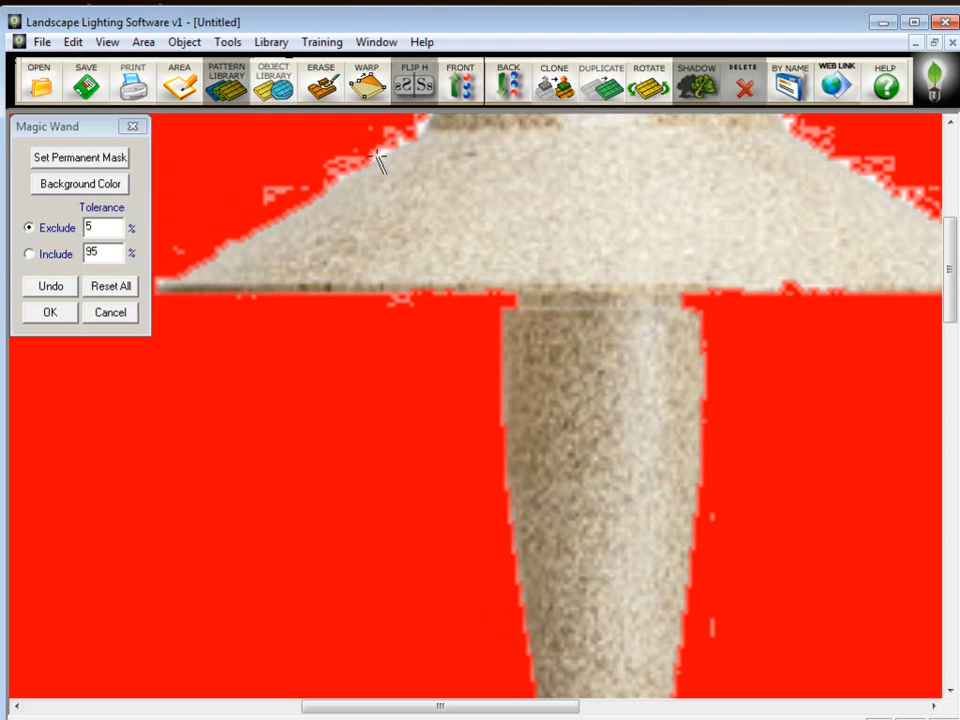 Landscape Lighting Software v1 - [Untitled]
File Edit View Area Object Tools Library Training Window Help
OPEN SAVE PRINT AREA PATTERN LIBRARY OBJECT LIBRARY ERASE WARP FLIP H FRONT BACK CLONE DUPLICATE ROTATE SHADOW DELETE BY NAME WEB LINK HELP
SS Ss
Magic Wand
Set Permanent Mask
Background Color
Tolerance
Exclude 5 %
Include 95 %
Undo Reset All
OK Cancel